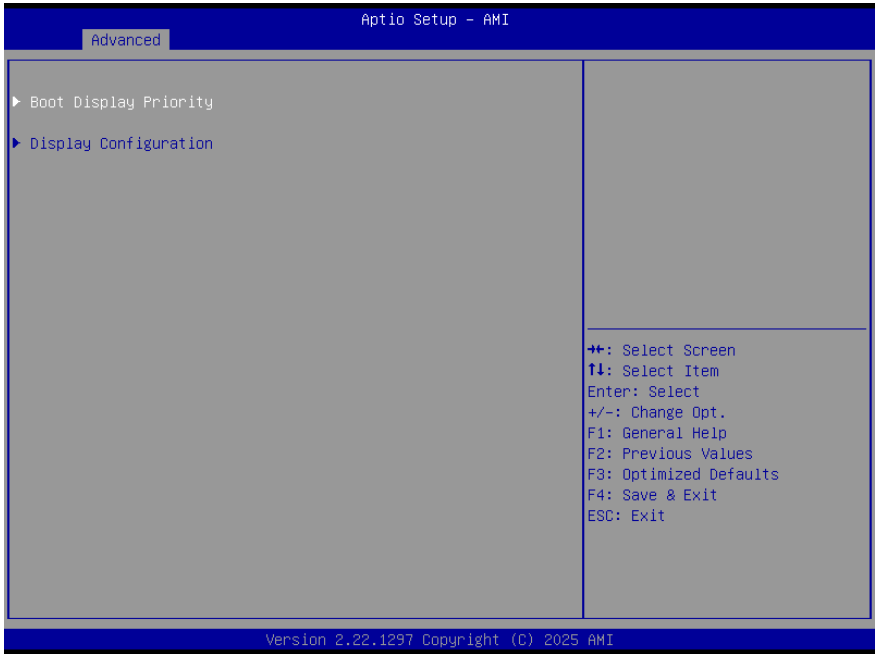 Aptio Setup – AMI
Advanced
▶ Boot Display Priority
▶ Display Configuration
→←: Select Screen
↑↓: Select Item
Enter: Select
+/-: Change Opt.
F1: General Help
F2: Previous Values
F3: Optimized Defaults
F4: Save & Exit
ESC: Exit
Version 2.22.1297 Copyright (C) 2025 AMI